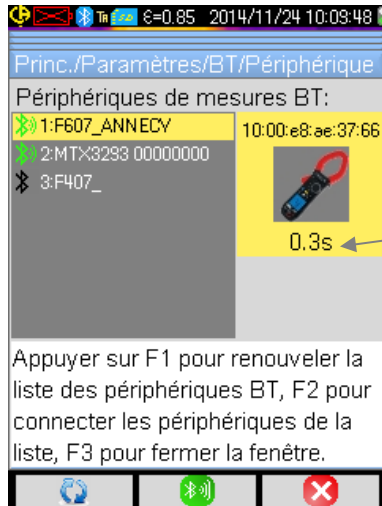 TA ε=0.85 2014/11/24 10:09:48
Princ./Paramètres/BT/Périphérique
Périphériques de mesures BT:
1:F607_ANNECY
10:00:e8:ae:37:66
2:MTX3293 00000000
3:F407_
0.3s
Appuyer sur F1 pour renouveler la
liste des périphériques BT, F2 pour
connecter les périphériques de la
liste, F3 pour fermer la fenêtre.